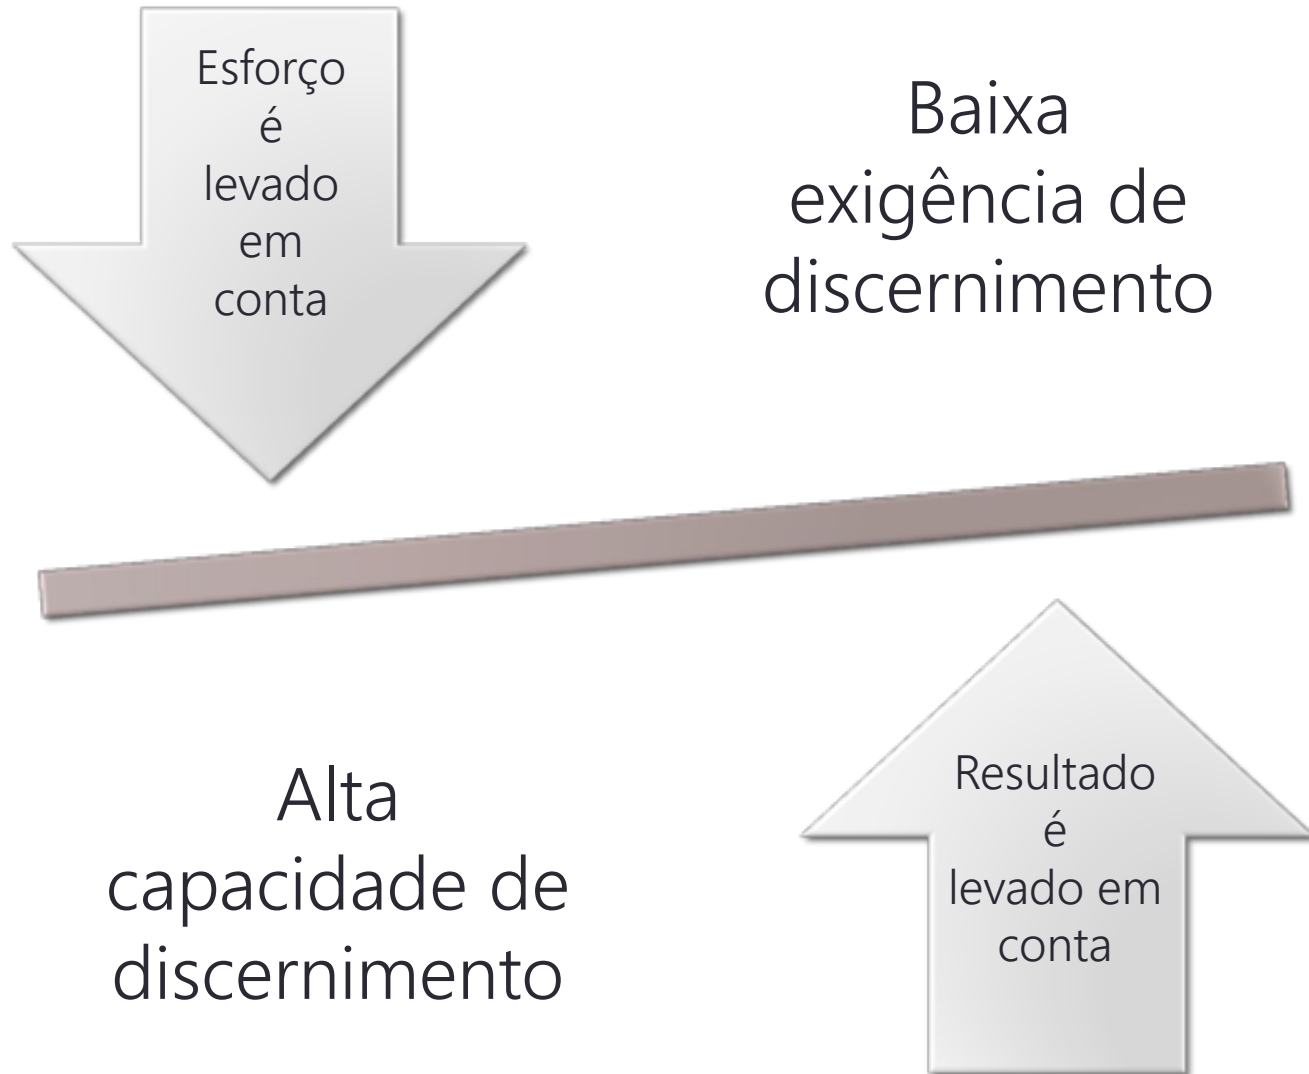 Esforço
é
levado
em
conta
Baixa
exigência de
discernimento
Alta
capacidade de
discernimento
Resultado
é
levado em
conta